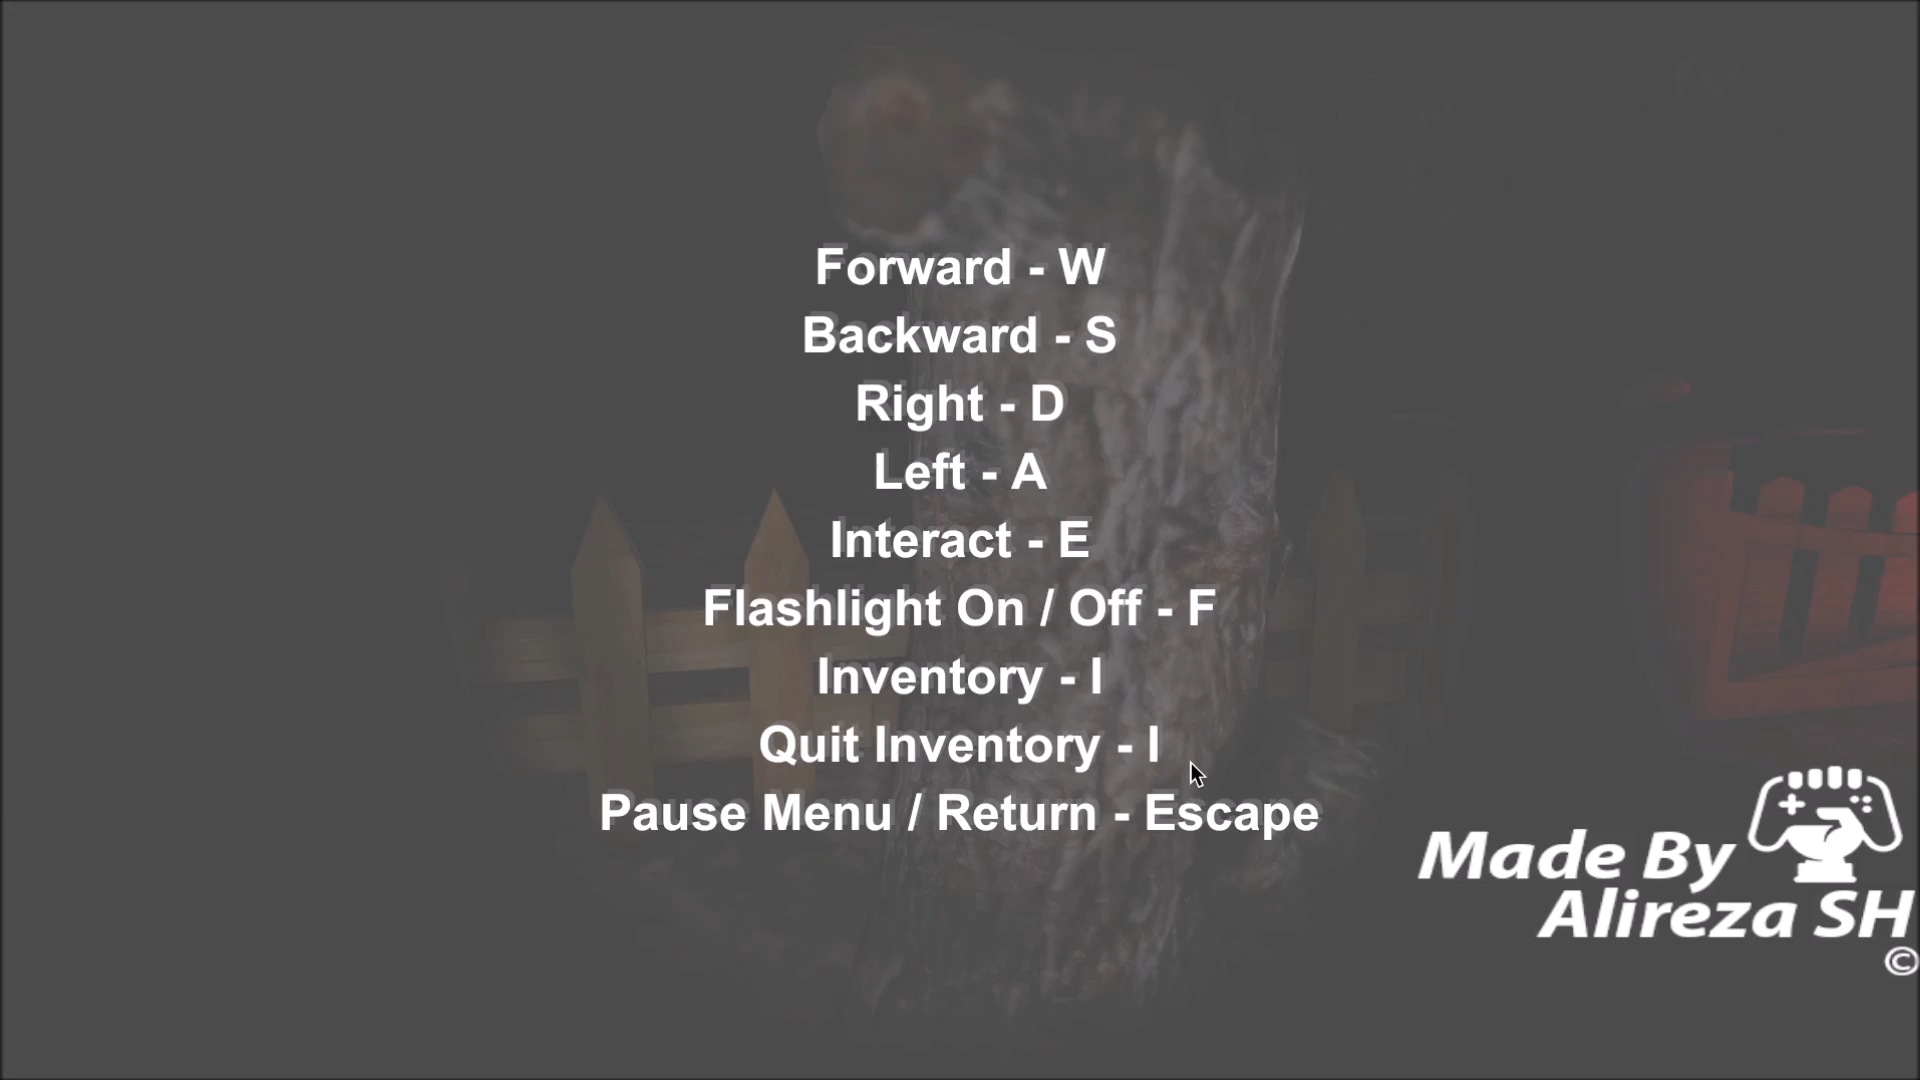 Forward - W
Backward - S
Right - D
Left - A
Interact - E
Flashlight On / Off - F
Inventory - I
Quit Inventory - I
Pause Menu / Return - Escape
Made By
Alireza SH
©